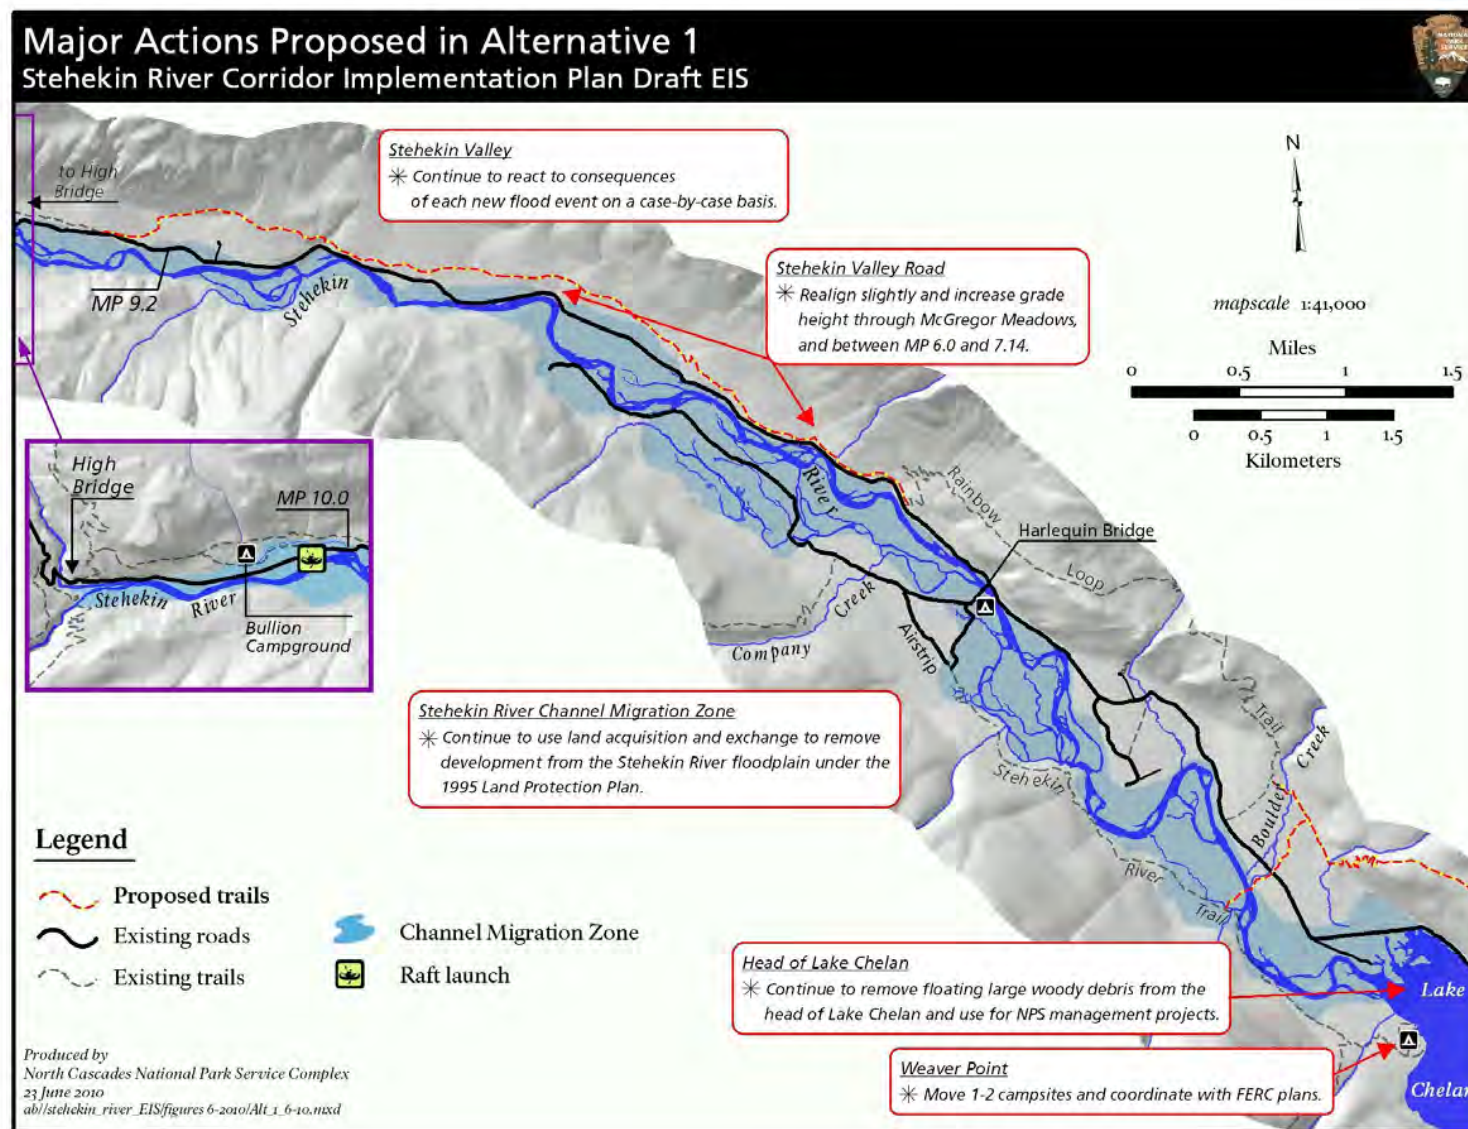 Major Actions Proposed in Alternative 1
Stehekin River Corridor Implementation Plan Draft EIS
NATIONAL
PARK
SERVICE
to High
Bridge
Stehekin Valley
✳ Continue to react to consequences
of each new flood event on a case-by-case basis.
N
MP 9.2
Stehekin
Stehekin Valley Road
✳ Realign slightly and increase grade
height through McGregor Meadows,
and between MP 6.0 and 7.14.
mapscale 1:41,000
Miles
0 0.5 1 1.5
0 0.5 1 1.5
Kilometers
High
Bridge
MP 10.0
Stehekin River
Bullion
Campground
River
Rainbow
Loop
Trail
Harlequin Bridge
Company Creek
Airstrip
Stehekin River Channel Migration Zone
✳ Continue to use land acquisition and exchange to remove
development from the Stehekin River floodplain under the
1995 Land Protection Plan.
Stehekin
River
Trail
Boulder Creek
Legend
Proposed trails
Existing roads
Existing trails
Channel Migration Zone
Raft launch
Head of Lake Chelan
✳ Continue to remove floating large woody debris from the
head of Lake Chelan and use for NPS management projects.
Lake
Chelan
Weaver Point
✳ Move 1-2 campsites and coordinate with FERC plans.
Produced by
North Cascades National Park Service Complex
23 June 2010
ab//stehekin_river_EIS/figures 6-2010/Alt_1_6-10.mxd